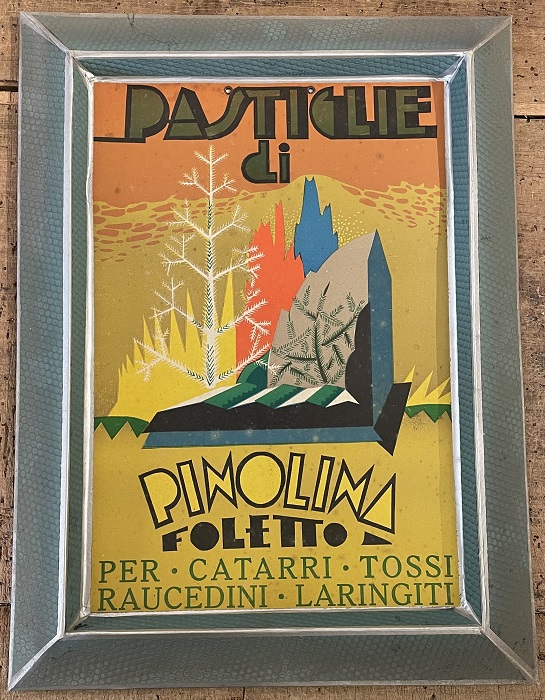 PASTIGLIE
di
PINOLINA
FOLETTO
PER · CATARRI · TOSSI
RAUCEDINI · LARINGITI